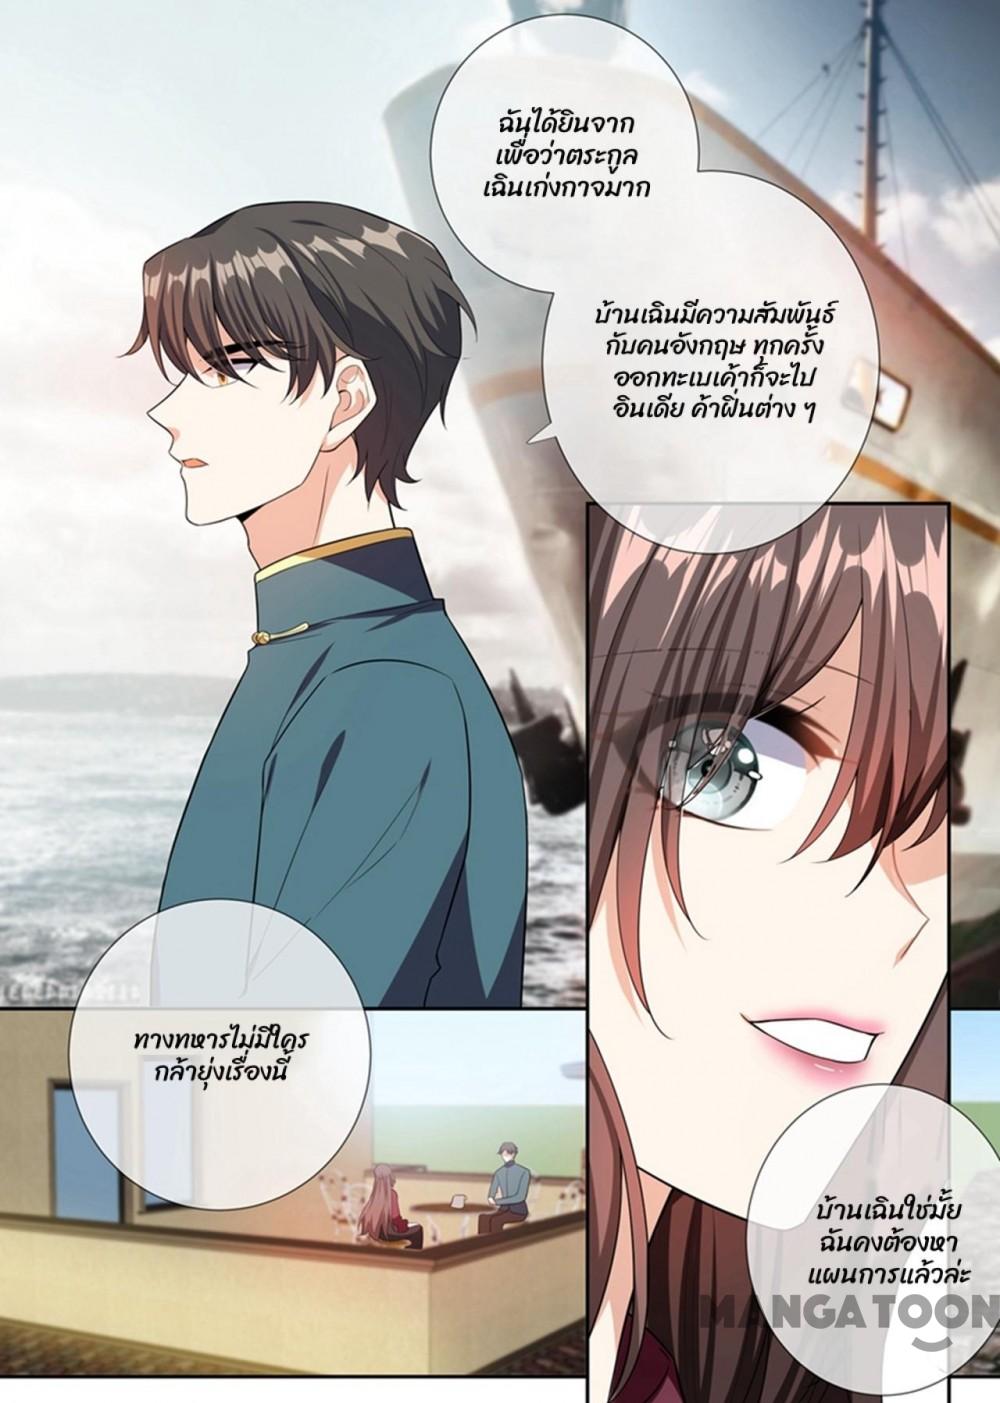 ฉันได้ยินจาก
เพื่อว่าตระกูล
เฉินเก่งกาจมาก
บ้านเฉินมีความสัมพันธ์
กับคนอังกฤษ ทุกครั้ง
ออกทะเบเค้าก็จะไป
อินเดีย ค้าฝิ่นต่าง ๆ
ทางทหารไม่มีใคร
กล้ายุ่งเรื่องนี้
บ้านเฉินใช่มั้ย
ฉันคงต้องหา
แผนการแล้วล่ะ
MANGATOON